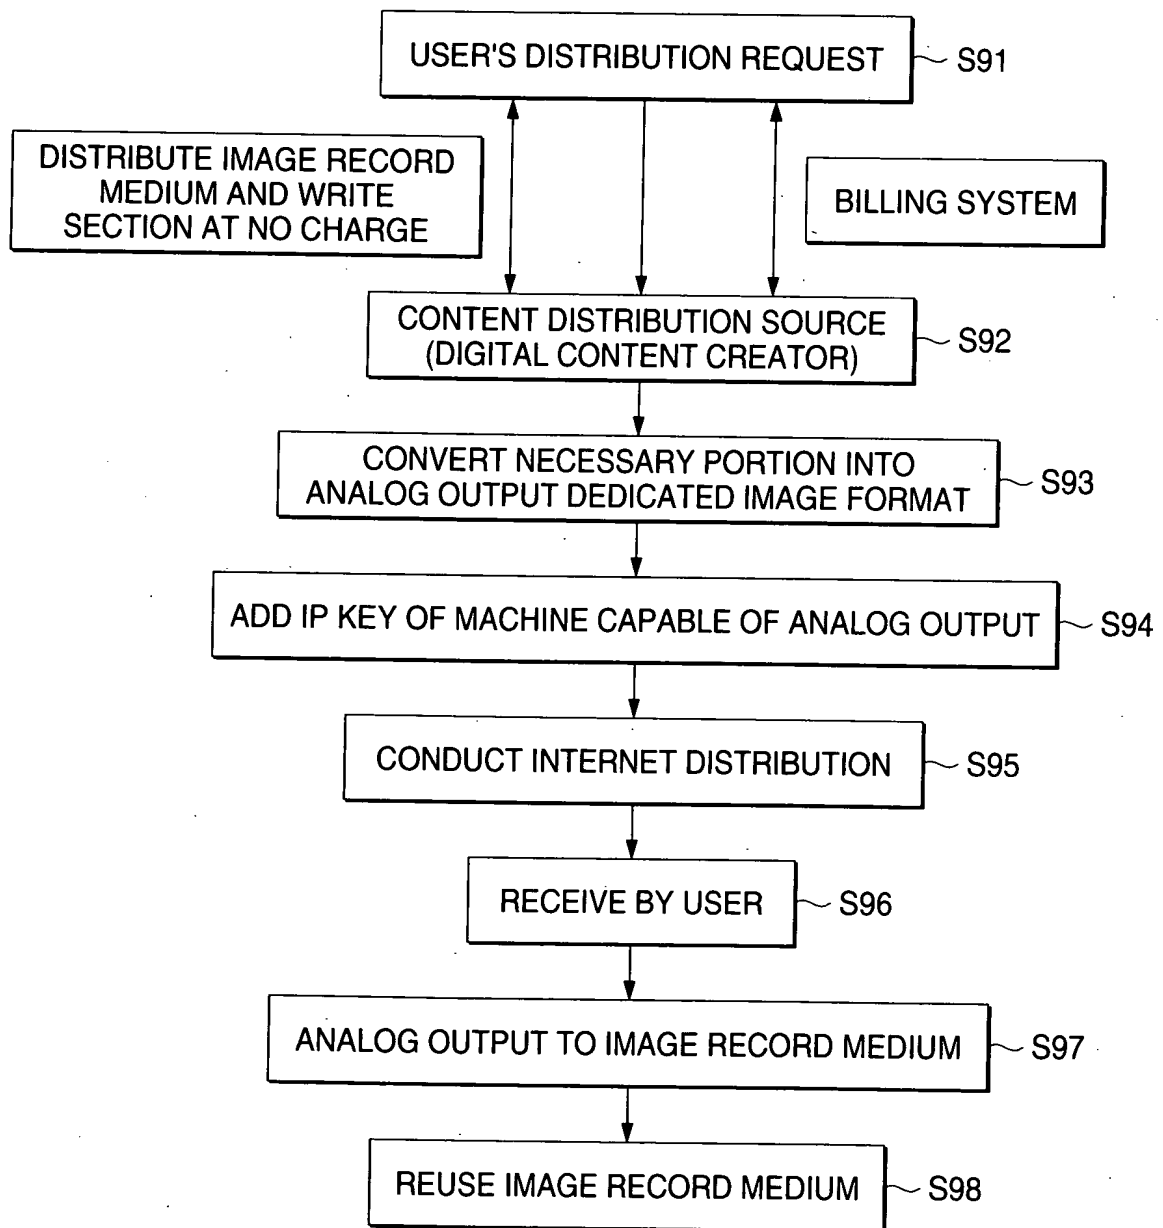 USER'S DISTRIBUTION REQUEST
S91
DISTRIBUTE IMAGE RECORD
MEDIUM AND WRITE
SECTION AT NO CHARGE
BILLING SYSTEM
CONTENT DISTRIBUTION SOURCE
(DIGITAL CONTENT CREATOR)
S92
CONVERT NECESSARY PORTION INTO
ANALOG OUTPUT DEDICATED IMAGE FORMAT
S93
ADD IP KEY OF MACHINE CAPABLE OF ANALOG OUTPUT
S94
CONDUCT INTERNET DISTRIBUTION
S95
RECEIVE BY USER
S96
ANALOG OUTPUT TO IMAGE RECORD MEDIUM
S97
REUSE IMAGE RECORD MEDIUM
S98